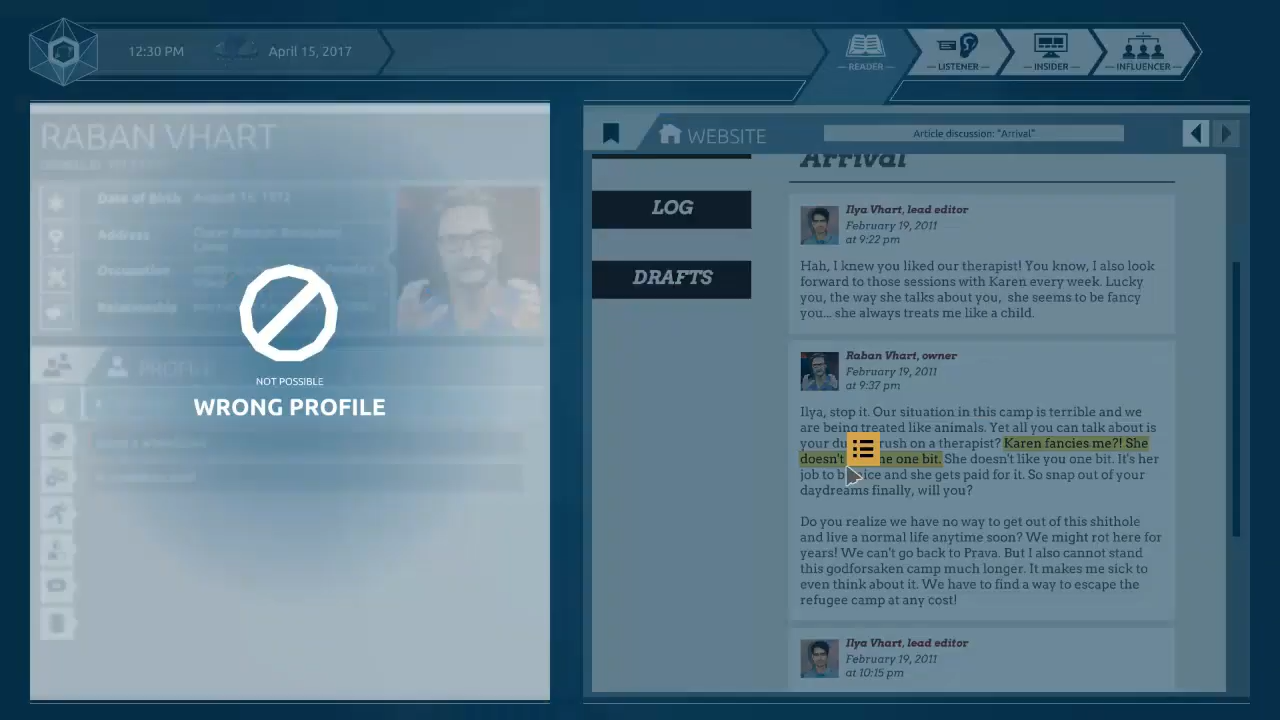 12:30 PM
April 15, 2017
READER
LISTENER
INSIDER
INFLUENCER
RABAN VHART
Date of Birth August 16, 1972
Address
Occupation
Relationship
PROFILE
NOT POSSIBLE
WRONG PROFILE
WEBSITE
Article discussion: "Arrival"
Arrival
LOG
DRAFTS
Ilya Vhart, lead editor
February 19, 2011
at 9:22 pm
Hah, I knew you liked our therapist! You know, I also look
forward to those sessions with Karen every week. Lucky
you, the way she talks about you, she seems to be fancy
you... she always treats me like a child.
Raban Vhart, owner
February 19, 2011
at 9:37 pm
Ilya, stop it. Our situation in this camp is terrible and we
are being treated like animals. Yet all you can talk about is
your du rush on a therapist? Karen fancies me?! She
doesn't me one bit. She doesn't like you one bit. It's her
job to b ice and she gets paid for it. So snap out of your
daydreams finally, will you?
Do you realize we have no way to get out of this shithole
and live a normal life anytime soon? We might rot here for
years! We can't go back to Prava. But I also cannot stand
this godforsaken camp much longer. It makes me sick to
even think about it. We have to find a way to escape the
refugee camp at any cost!
Ilya Vhart, lead editor
February 19, 2011
at 10:15 pm